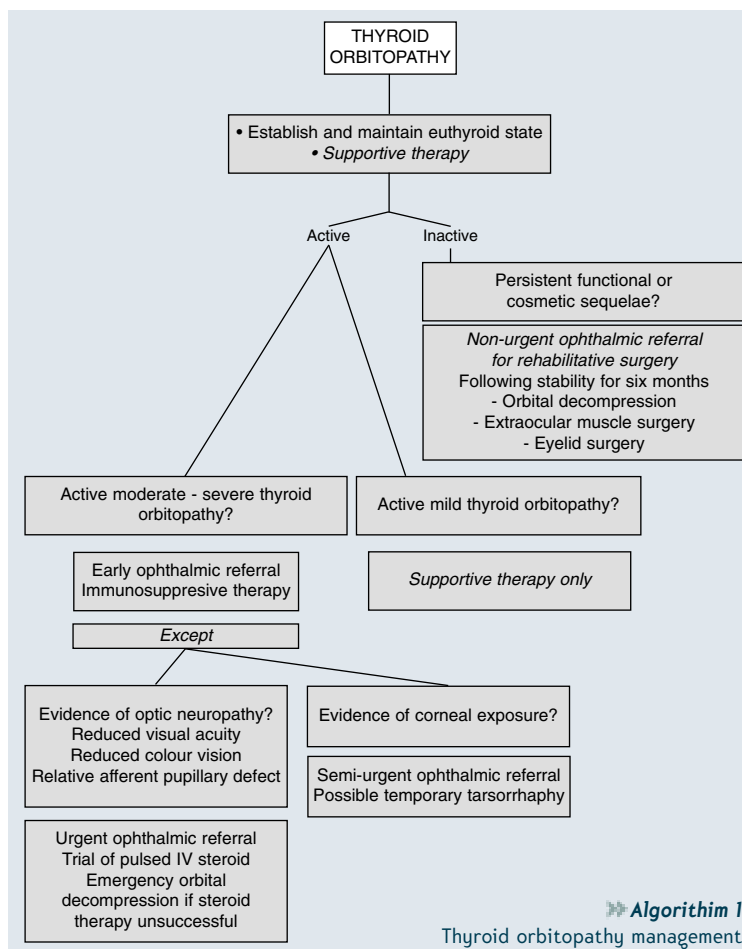 THYROID
ORBITOPATHY
• Establish and maintain euthyroid state
• Supportive therapy
Active
Inactive
Persistent functional or
cosmetic sequelae?
Non-urgent ophthalmic referral
for rehabilitative surgery
Following stability for six months
- Orbital decompression
- Extraocular muscle surgery
- Eyelid surgery
Active moderate - severe thyroid
orbitopathy?
Active mild thyroid orbitopathy?
Early ophthalmic referral
Immunosuppresive therapy
Supportive therapy only
Except
Evidence of optic neuropathy?
Reduced visual acuity
Reduced colour vision
Relative afferent pupillary defect
Evidence of corneal exposure?
Semi-urgent ophthalmic referral
Possible temporary tarsorrhaphy
Urgent ophthalmic referral
Trial of pulsed IV steroid
Emergency orbital
decompression if steroid
therapy unsuccessful
Algorithim 1
Thyroid orbitopathy management